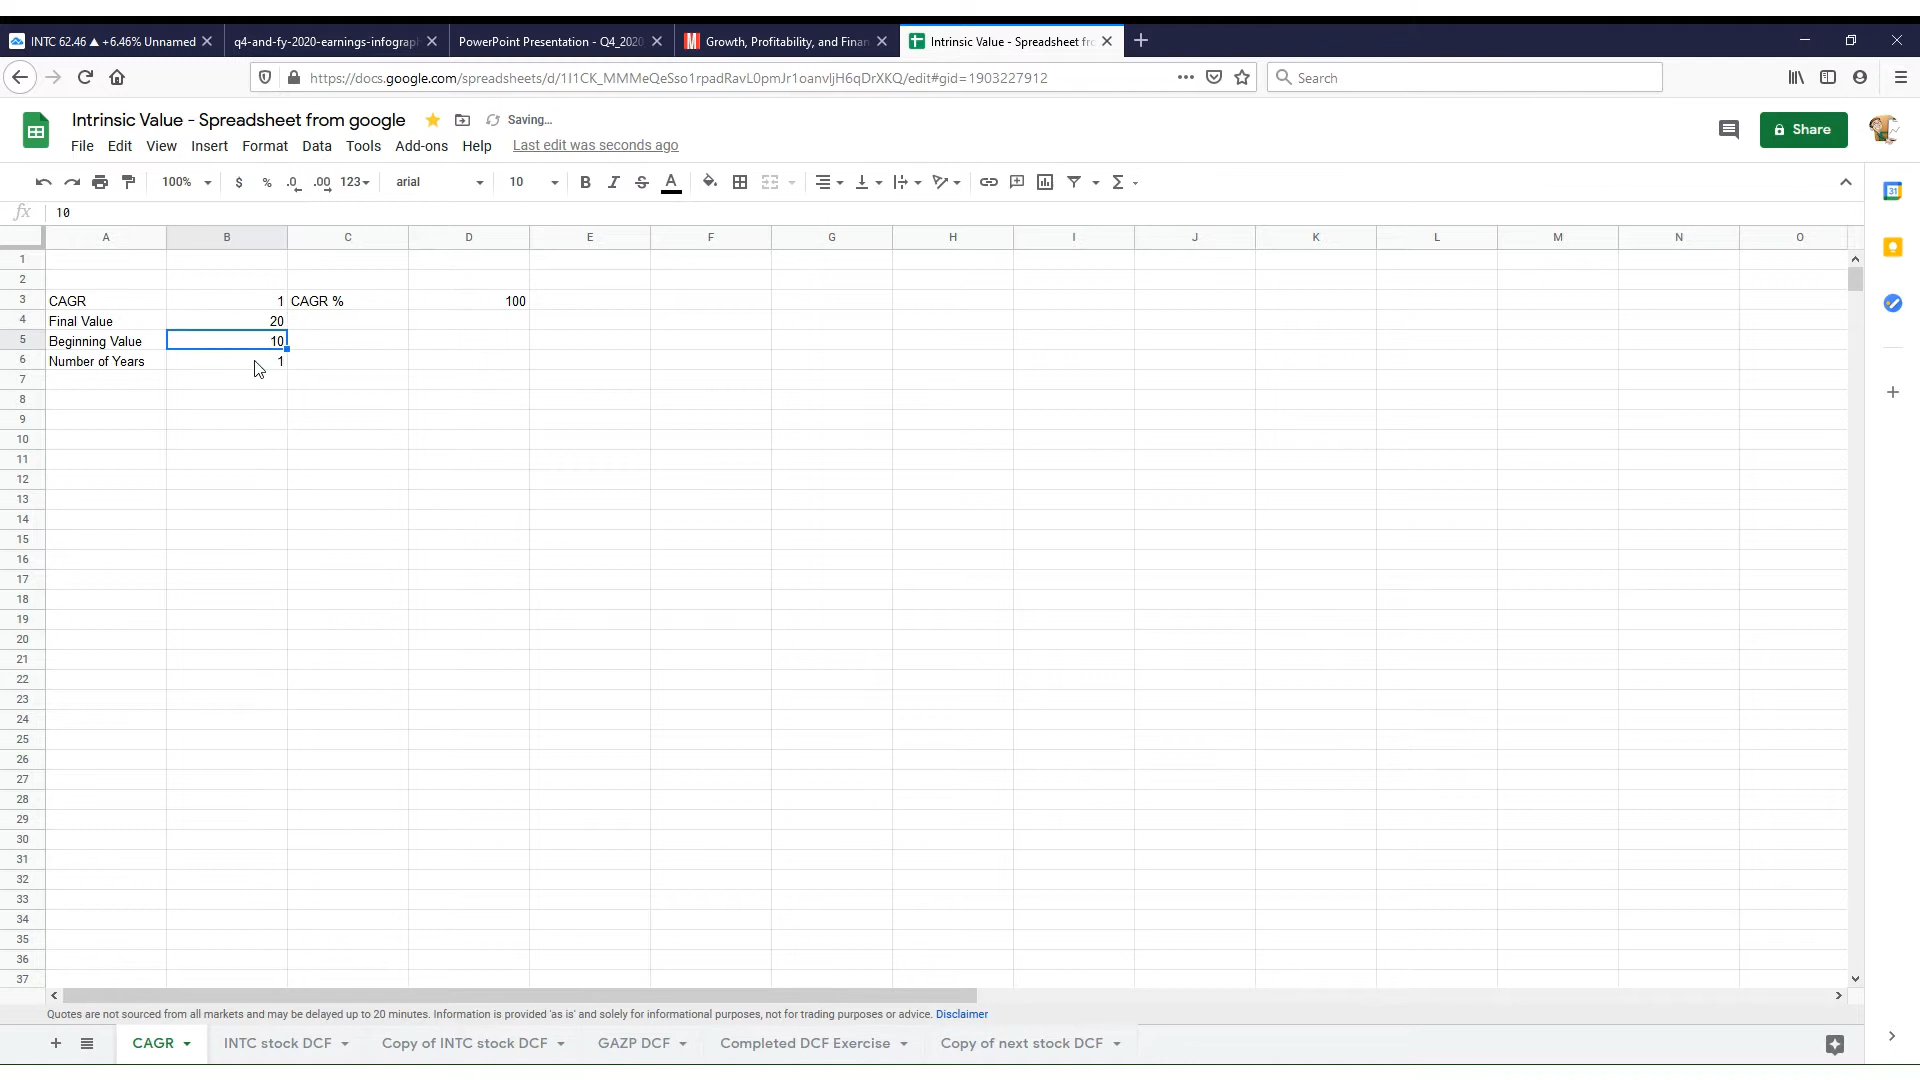 INTC 62.46 ▲ +6.46% Unnamed
q4-and-fy-2020-earnings-infograph
PowerPoint Presentation - Q4_2020
Growth, Profitability, and Finan
Intrinsic Value - Spreadsheet fr
https://docs.google.com/spreadsheets/d/1I1CK_MMMeQeSso1rpadRavL0pmJr1oanvIjH6qDrXKQ/edit#gid=1903227912
Search
Intrinsic Value - Spreadsheet from google
Saving...
Share
File Edit View Insert Format Data Tools Add-ons Help Last edit was seconds ago
100% $ % .0 .00 123 arial 10 B I S A Σ
fx 10
A B C D E F G H I J K L M N O
1
2
3 CAGR 1 CAGR % 100
4 Final Value 20
5 Beginning Value 10
6 Number of Years 1
7
8
9
10
11
12
13
14
15
16
17
18
19
20
21
22
23
24
25
26
27
28
29
30
31
32
33
34
35
36
37
Quotes are not sourced from all markets and may be delayed up to 20 minutes. Information is provided 'as is' and solely for informational purposes, not for trading purposes or advice. Disclaimer
CAGR INTC stock DCF Copy of INTC stock DCF GAZP DCF Completed DCF Exercise Copy of next stock DCF